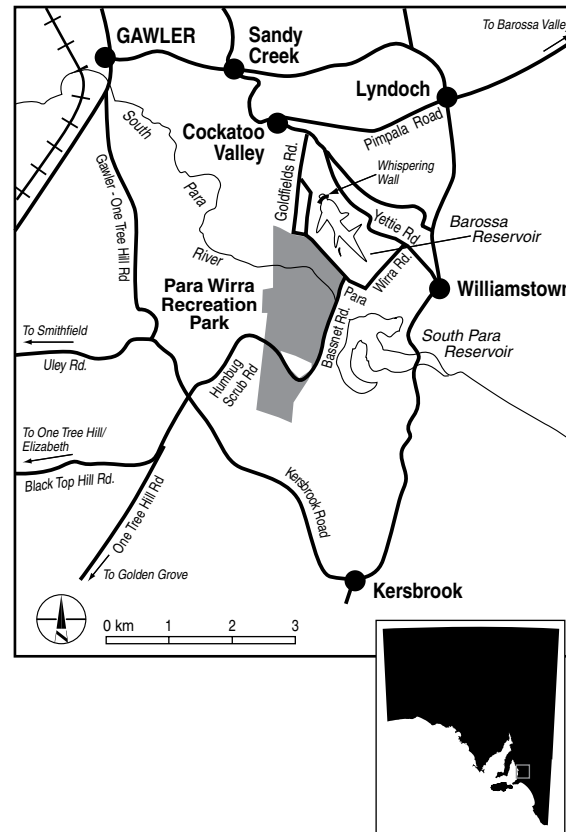 To Barossa Valley
GAWLER
Sandy
Creek
Lyndoch
South
Para
River
Cockatoo
Valley
Pimpala Road
Goldfields Rd.
Whispering
Wall
Gawler - One Tree Hill Rd
Yettie Rd
Barossa
Reservoir
Para Wirra
Recreation
Park
Para
Wirra Rd.
Williamstown
Bassnet Rd.
To Smithfield
Uley Rd.
South Para
Reservoir
Humbug
Scrub Rd
To One Tree Hill/
Elizabeth
Black Top Hill Rd.
One Tree Hill Rd
Kersbrook Road
To Golden Grove
Kersbrook
0 km 1 2 3